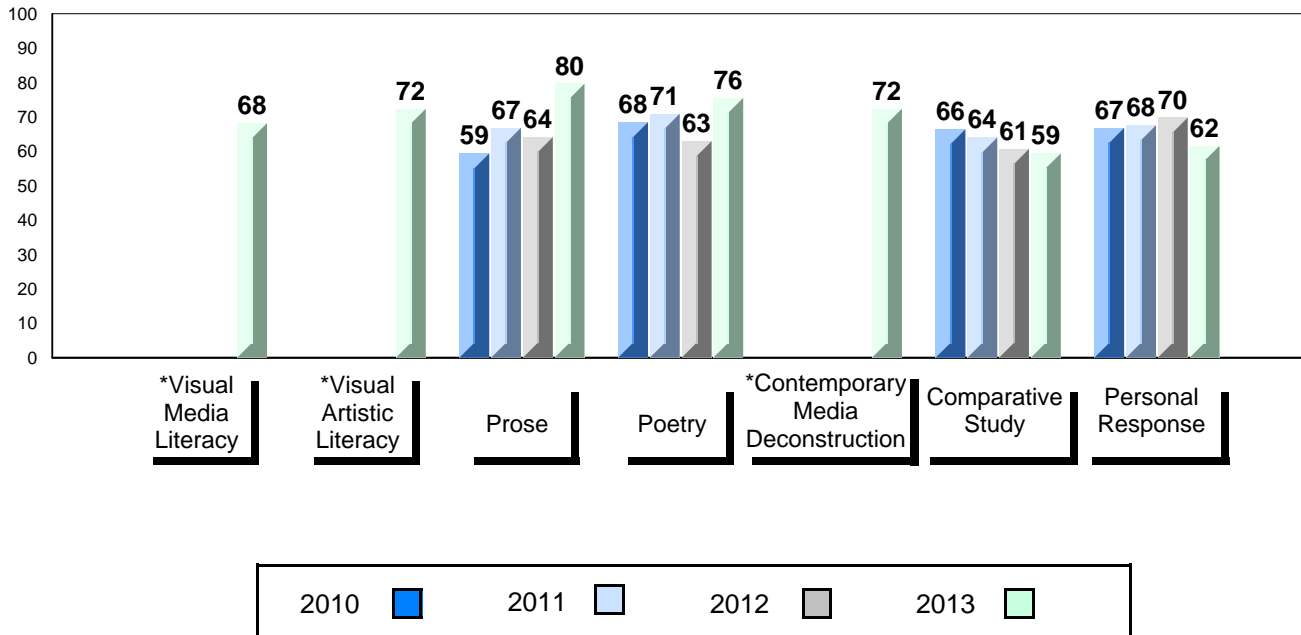 100
90
80
70
60
50
40
30
20
10
0
68
72
59
67
64
80
68
71
63
76
72
66
64
61
59
67
68
70
62
*Visual
Media
Literacy
*Visual
Artistic
Literacy
Prose
Poetry
*Contemporary
Media
Deconstruction
Comparative
Study
Personal
Response
2010 2011 2012 2013